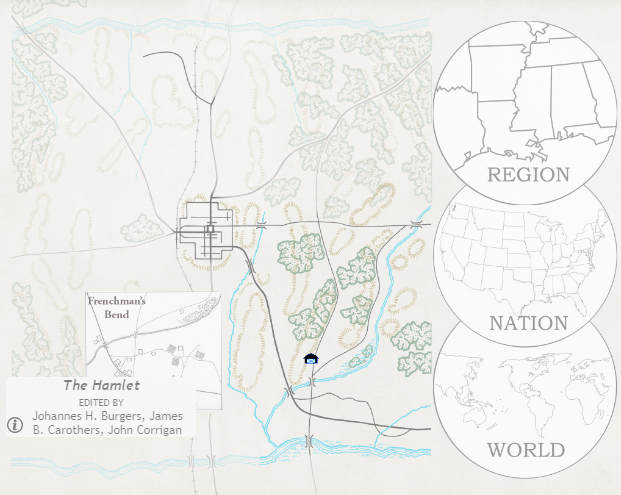 REGION
NATION
WORLD
Frenchman's
Bend
The Hamlet
EDITED BY
Johannes H. Burgers, James
B. Carothers, John Corrigan